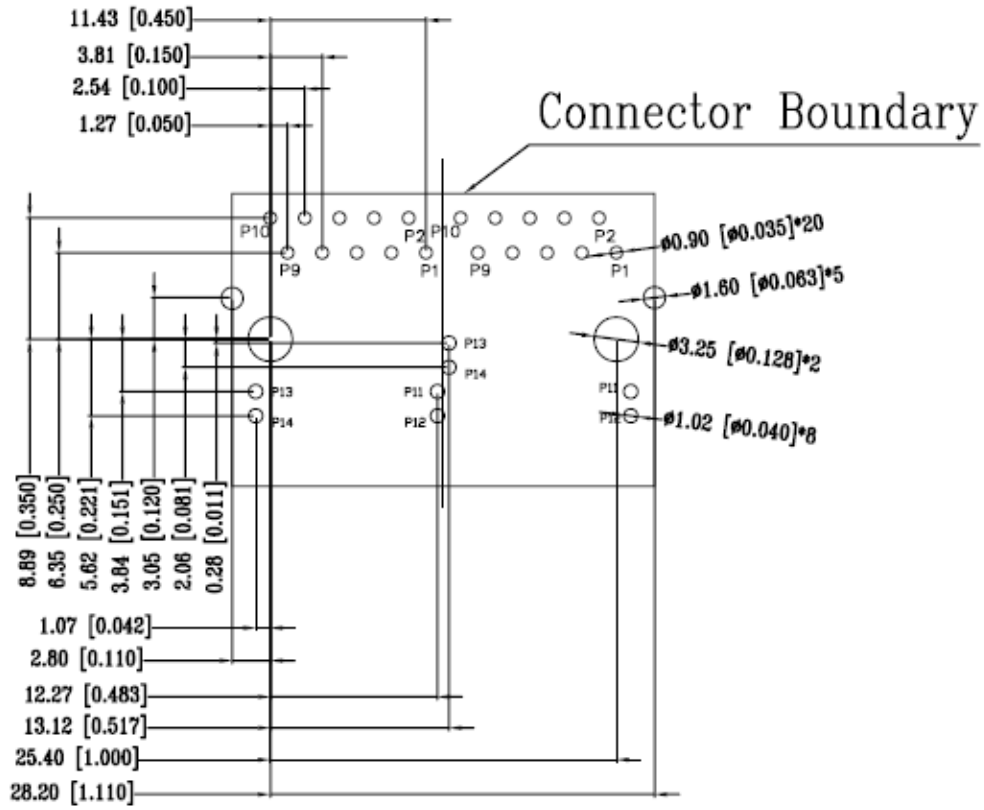 11.43 [0.450]
3.81 [0.150]
2.54 [0.100]
1.27 [0.050]
Connector Boundary
P10 P2 P10 P2
P9 P1 P9 P1
ø0.90 [ø0.035]*20
ø1.60 [ø0.063]*5
ø3.25 [ø0.128]*2
ø1.02 [ø0.040]*8
P13
P14
P13 P11 P11
P14 P12 P12
8.89 [0.350]
6.35 [0.250]
5.62 [0.221]
3.84 [0.151]
3.05 [0.120]
2.06 [0.081]
0.28 [0.011]
1.07 [0.042]
2.80 [0.110]
12.27 [0.483]
13.12 [0.517]
25.40 [1.000]
28.20 [1.110]